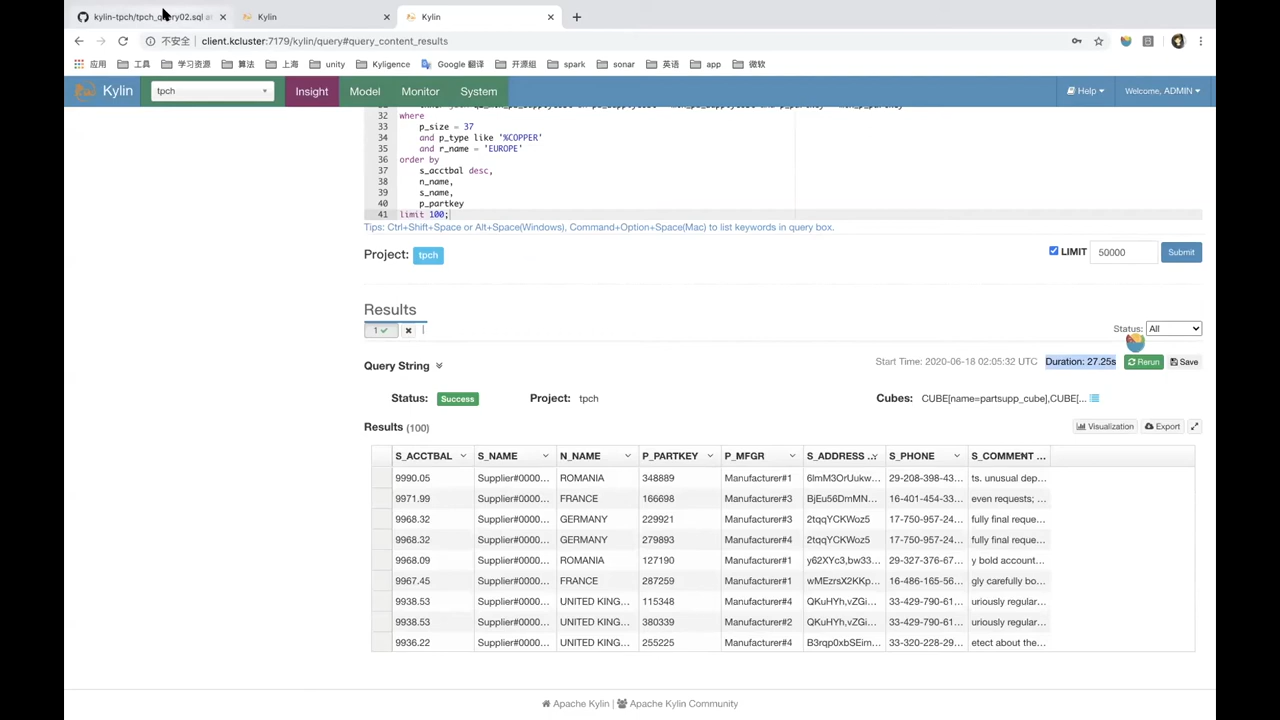 kylin-tpch/tpch_query02.sql at
Kylin
Kylin
不安全 client.kcluster:7179/kylin/query#query_content_results
应用 工具 学习资源 算法 上海 unity Kyligence Google 翻译 开源组 spark sonar 英语 app 微软
Kylin tpch Insight Model Monitor System Help Welcome, ADMIN
32 where
33 p_size = 37
34 and p_type like '%COPPER'
35 and r_name = 'EUROPE'
36 order by
37 s_acctbal desc,
38 n_name,
39 s_name,
40 p_partkey
41 limit 100;
Tips: Ctrl+Shift+Space or Alt+Space(Windows), Command+Option+Space(Mac) to list keywords in query box.
Project: tpch LIMIT 50000 Submit
Results
1 Status: All
Query String Start Time: 2020-06-18 02:05:32 UTC Duration: 27.25s Rerun Save
Status: Success Project: tpch Cubes: CUBE[name=partsupp_cube],CUBE[...
Results (100) Visualization Export
S_ACCTBAL S_NAME N_NAME P_PARTKEY P_MFGR S_ADDRESS ... S_PHONE S_COMMENT ...
9990.05 Supplier#0000... ROMANIA 348889 Manufacturer#1 6lmM3OrUukw... 29-208-398-43... ts. unusual dep...
9971.99 Supplier#0000... FRANCE 166698 Manufacturer#3 BjEu56DmMN... 16-401-454-33... even requests; ...
9968.32 Supplier#0000... GERMANY 229921 Manufacturer#3 2tqqYCKWoz5 17-750-957-24... fully final reque...
9968.32 Supplier#0000... GERMANY 279893 Manufacturer#4 2tqqYCKWoz5 17-750-957-24... fully final reque...
9968.09 Supplier#0000... ROMANIA 127190 Manufacturer#1 y62XYc3,bw33... 29-327-376-67... y bold account...
9967.45 Supplier#0000... FRANCE 287259 Manufacturer#1 wMEzrsX2KKp... 16-486-165-56... gly carefully bo...
9938.53 Supplier#0000... UNITED KING... 115348 Manufacturer#4 QKuHYh,vZGi... 33-429-790-61... uriously regular...
9938.53 Supplier#0000... UNITED KING... 380339 Manufacturer#2 QKuHYh,vZGi... 33-429-790-61... uriously regular...
9936.22 Supplier#0000... UNITED KING... 255225 Manufacturer#4 B3rqp0xbSEim... 33-320-228-29... etect about the...
Apache Kylin | Apache Kylin Community